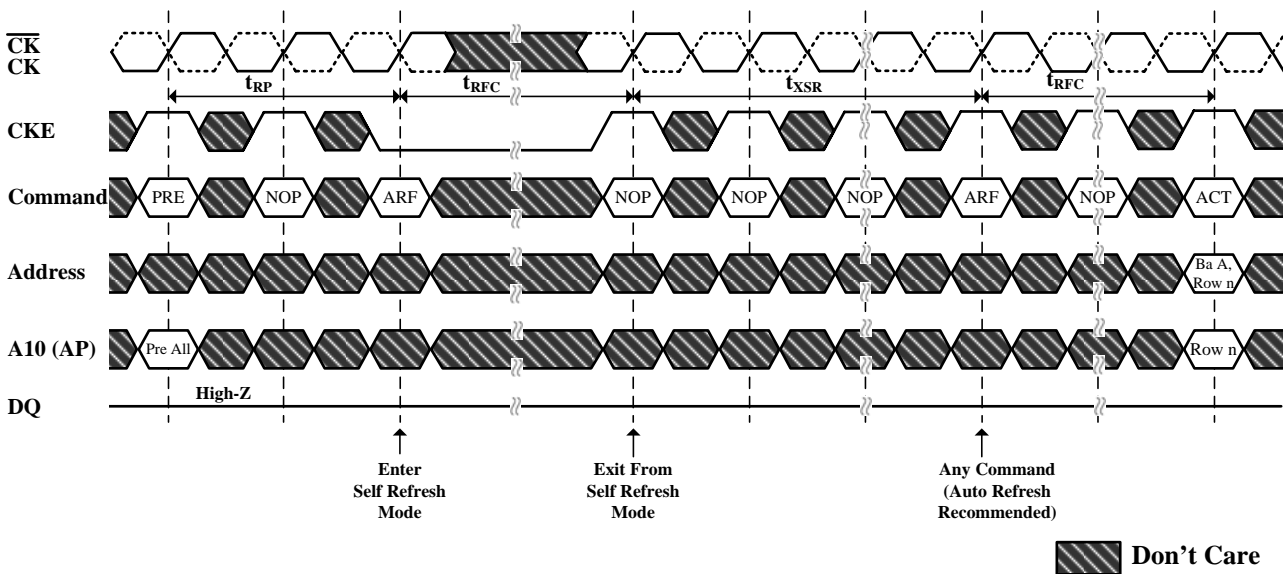 CK
CK
tRP
tRFC
tXSR
tRFC
CKE
Command
PRE
NOP
ARF
NOP
NOP
NOP
ARF
NOP
ACT
Address
Ba A,
Row n
A10 (AP)
Pre All
Row n
High-Z
DQ
Enter
Self Refresh
Mode
Exit From
Self Refresh
Mode
Any Command
(Auto Refresh
Recommended)
Don't Care